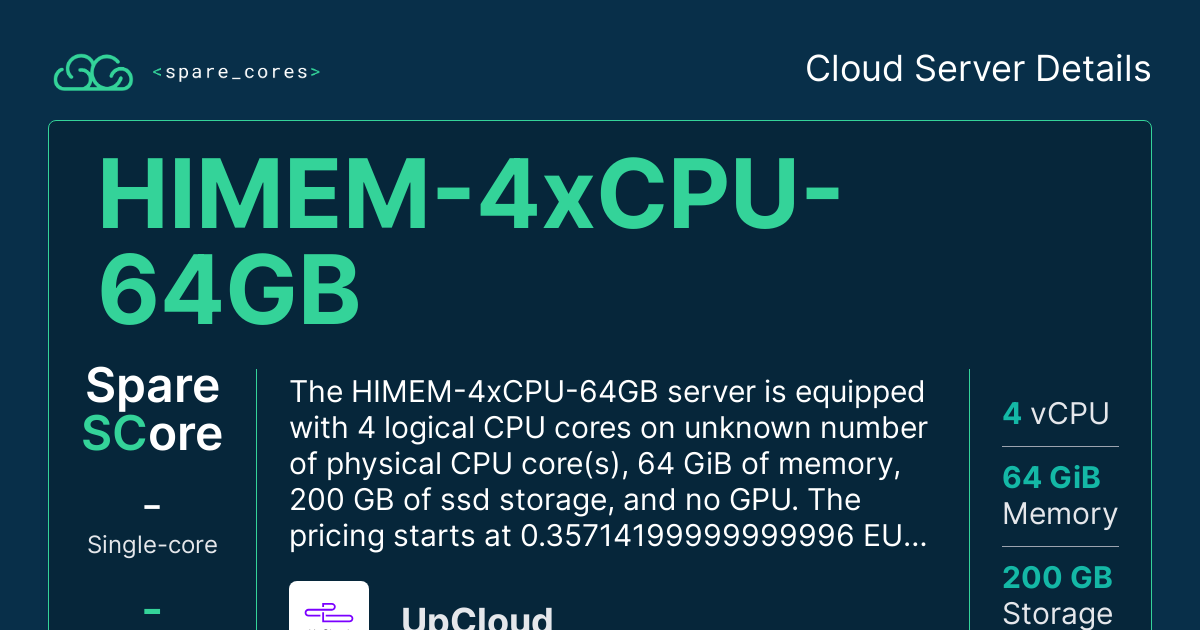 <spare_cores>
Cloud Server Details
HIMEM-4xCPU-
64GB
Spare
SCore
–
Single-core
–
The HIMEM-4xCPU-64GB server is equipped
with 4 logical CPU cores on unknown number
of physical CPU core(s), 64 GiB of memory,
200 GB of ssd storage, and no GPU. The
pricing starts at 0.35714199999999996 EU...
UpCloud
4 vCPU
64 GiB
Memory
200 GB
Storage